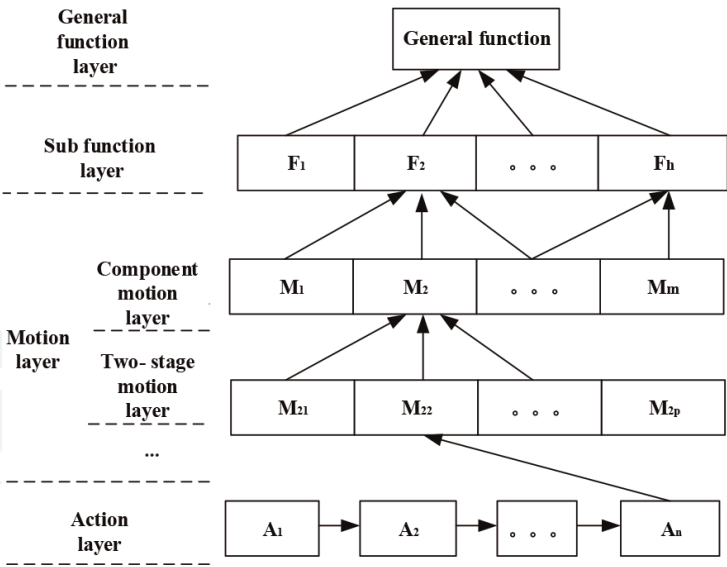 General
function
layer
General function
Sub function
layer
F1 F2 ∘ ∘ ∘ Fh
Component
motion
layer
M1 M2 ∘ ∘ ∘ Mm
Motion
layer
Two- stage
motion
layer
M21 M22 ∘ ∘ ∘ M2p
...
Action
layer
A1 A2 ∘ ∘ ∘ An